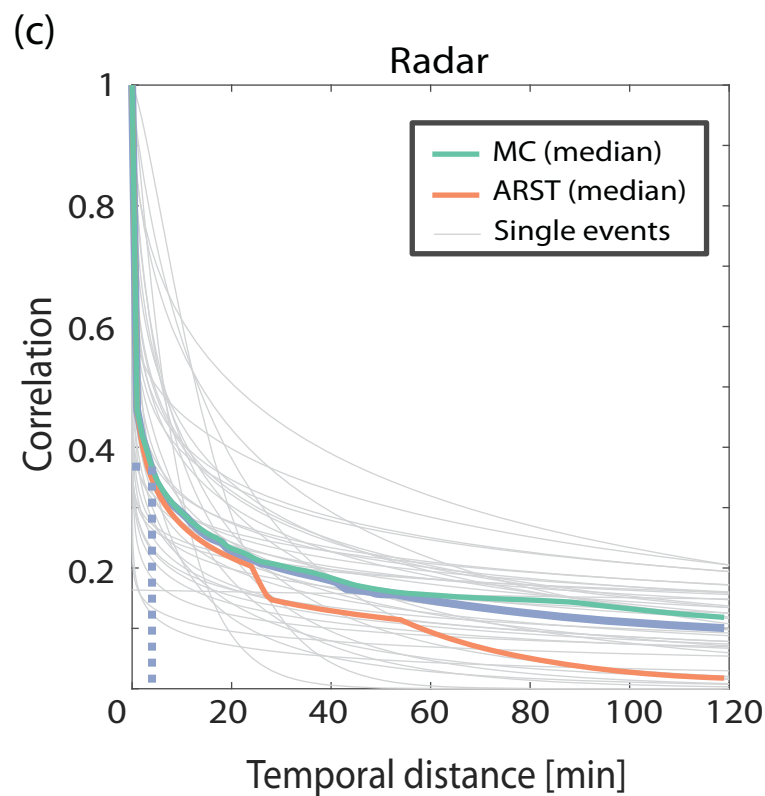 (c)
Radar
1
0.8
0.6
0.4
0.2
MC (median)
ARST (median)
Single events
Correlation
0 20 40 60 80 100 120
Temporal distance [min]